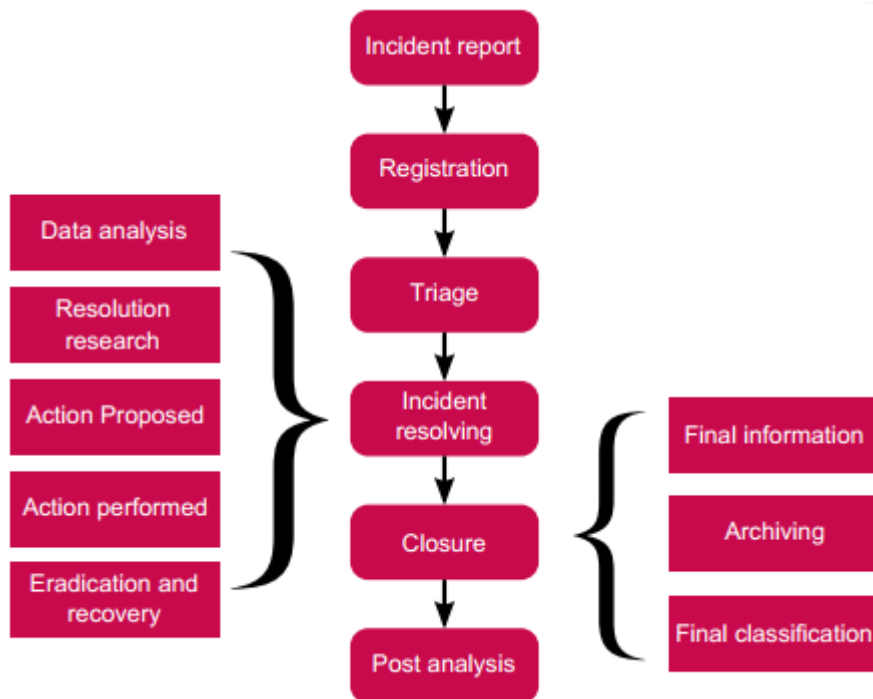 Incident report
Registration
Triage
Incident
resolving
Closure
Post analysis
Data analysis
Resolution
research
Action Proposed
Action performed
Eradication and
recovery
Final information
Archiving
Final classification